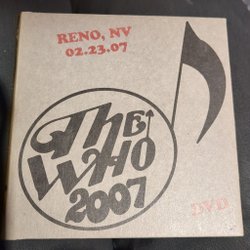 RENO, NV
02.23.07
THE
WHO
2007
DVD